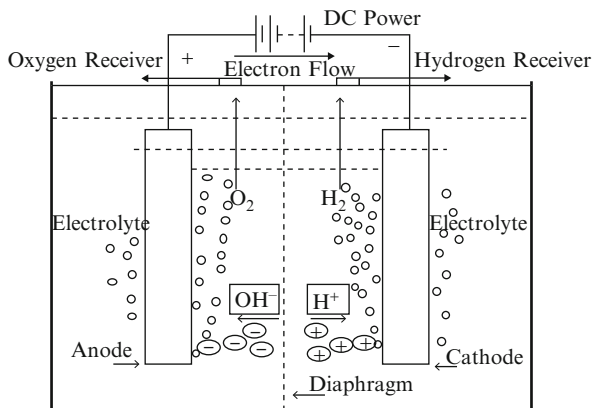 DC Power
Oxygen Receiver + − Hydrogen Receiver
Electron Flow
O₂ H₂
Electrolyte Electrolyte
OH⁻ H⁺
− + 
− − + + +
Anode Cathode
Diaphragm